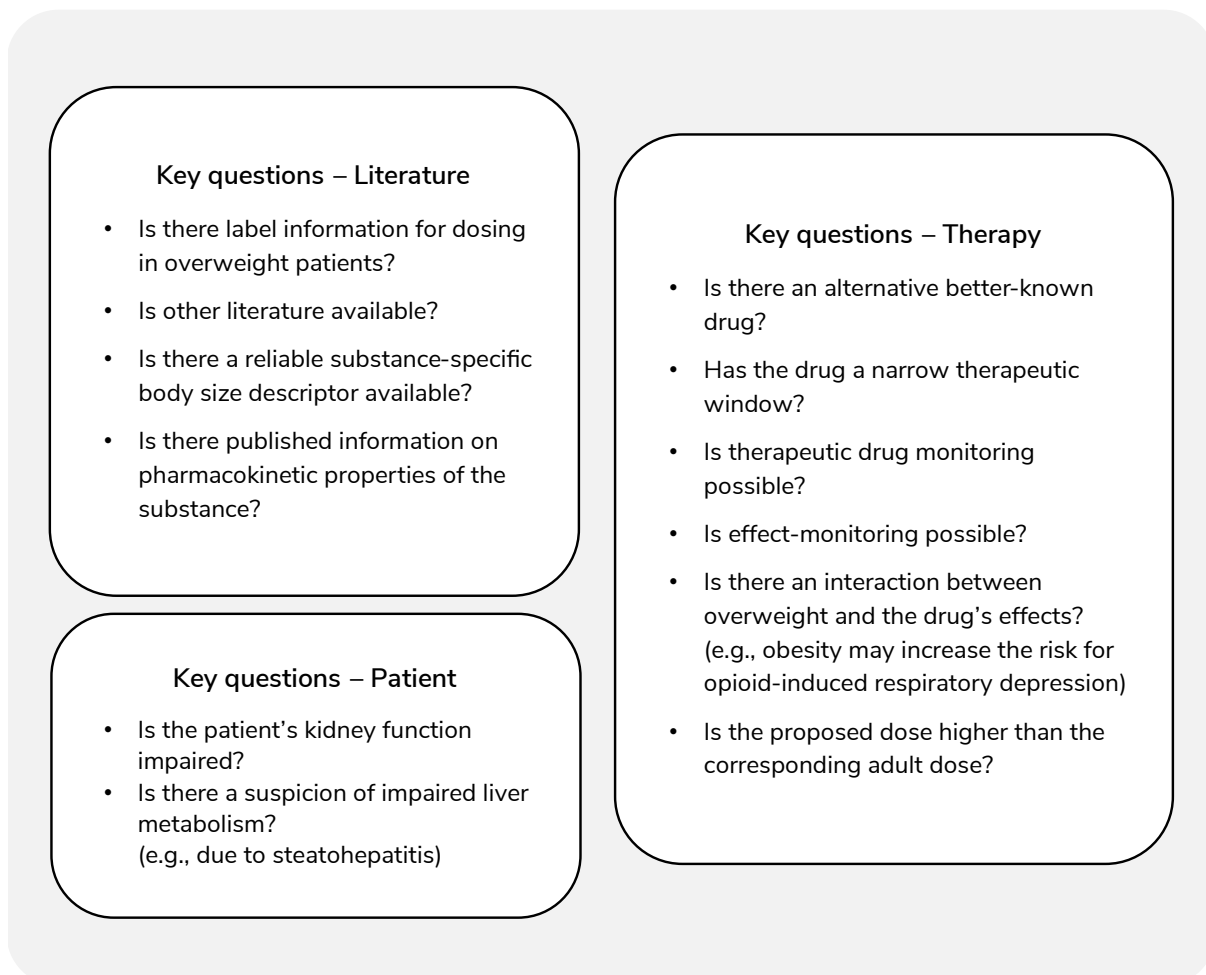 Key questions – Literature
• Is there label information for dosing
in overweight patients?
• Is other literature available?
• Is there a reliable substance-specific
body size descriptor available?
• Is there published information on
pharmacokinetic properties of the
substance?
Key questions – Patient
• Is the patient’s kidney function
impaired?
• Is there a suspicion of impaired liver
metabolism?
(e.g., due to steatohepatitis)
Key questions – Therapy
• Is there an alternative better-known
drug?
• Has the drug a narrow therapeutic
window?
• Is therapeutic drug monitoring
possible?
• Is effect-monitoring possible?
• Is there an interaction between
overweight and the drug’s effects?
(e.g., obesity may increase the risk for
opioid-induced respiratory depression)
• Is the proposed dose higher than the
corresponding adult dose?